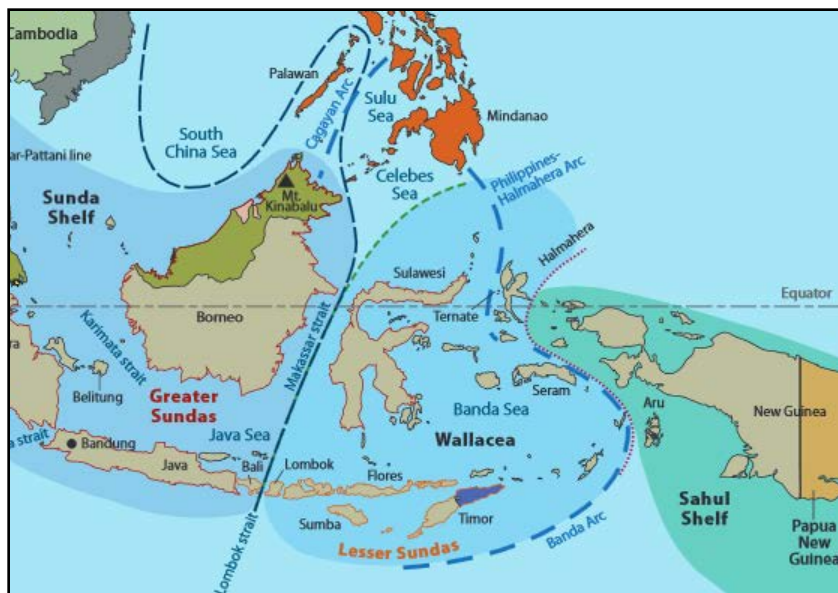 Cambodia
Palawan
Cagayan Arc
Sulu
Sea
Mindanao
South
China Sea
ar-Pattani line
Celebes
Sea
Philippines-
Halmahera Arc
Sunda
Shelf
Mt.
Kinabalu
Halmahera
Sulawesi
Equator
Borneo
Ternate
Makassar strait
Karimata strait
ra
Belitung
Greater
Sundas
Seram
Banda Sea
Aru
New Guinea
a strait
Bandung
Java Sea
Wallacea
Java
Bali
Lombok
Flores
Sahul
Shelf
Papua
New
Guinea
Sumba
Timor
Lombok strait
Lesser Sundas
Banda Arc